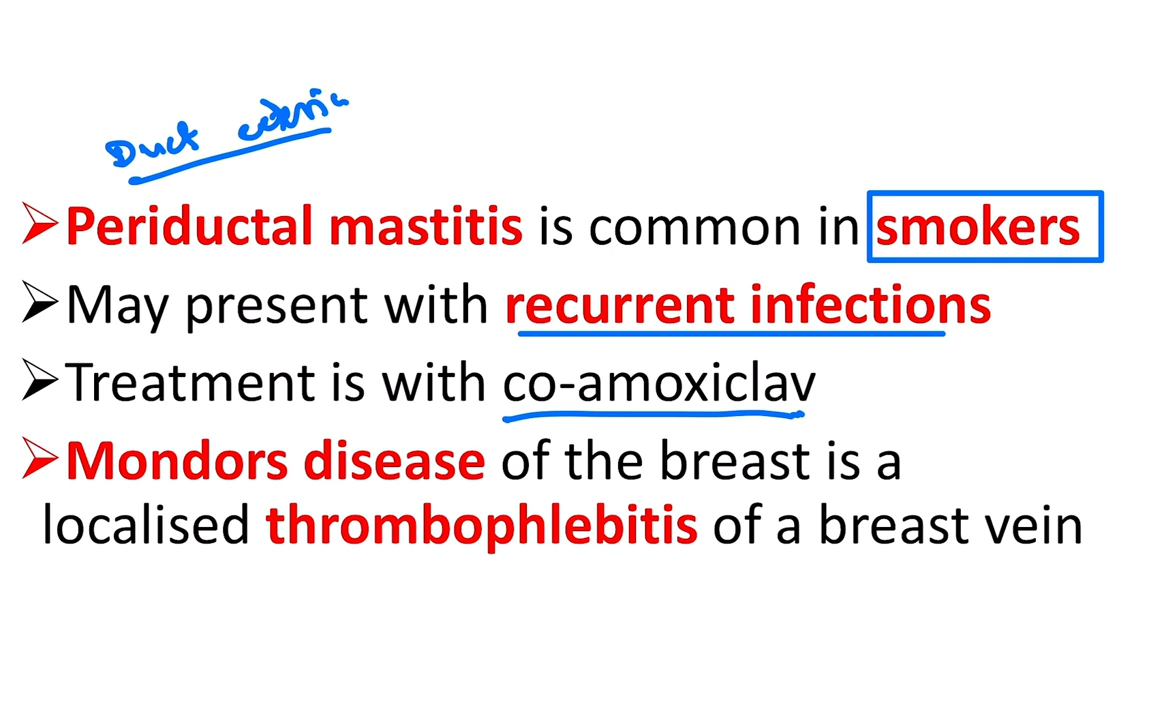 Duct ectasia
➢Periductal mastitis is common in smokers
➢May present with recurrent infections
➢Treatment is with co-amoxiclav
➢Mondors disease of the breast is a
localised thrombophlebitis of a breast vein